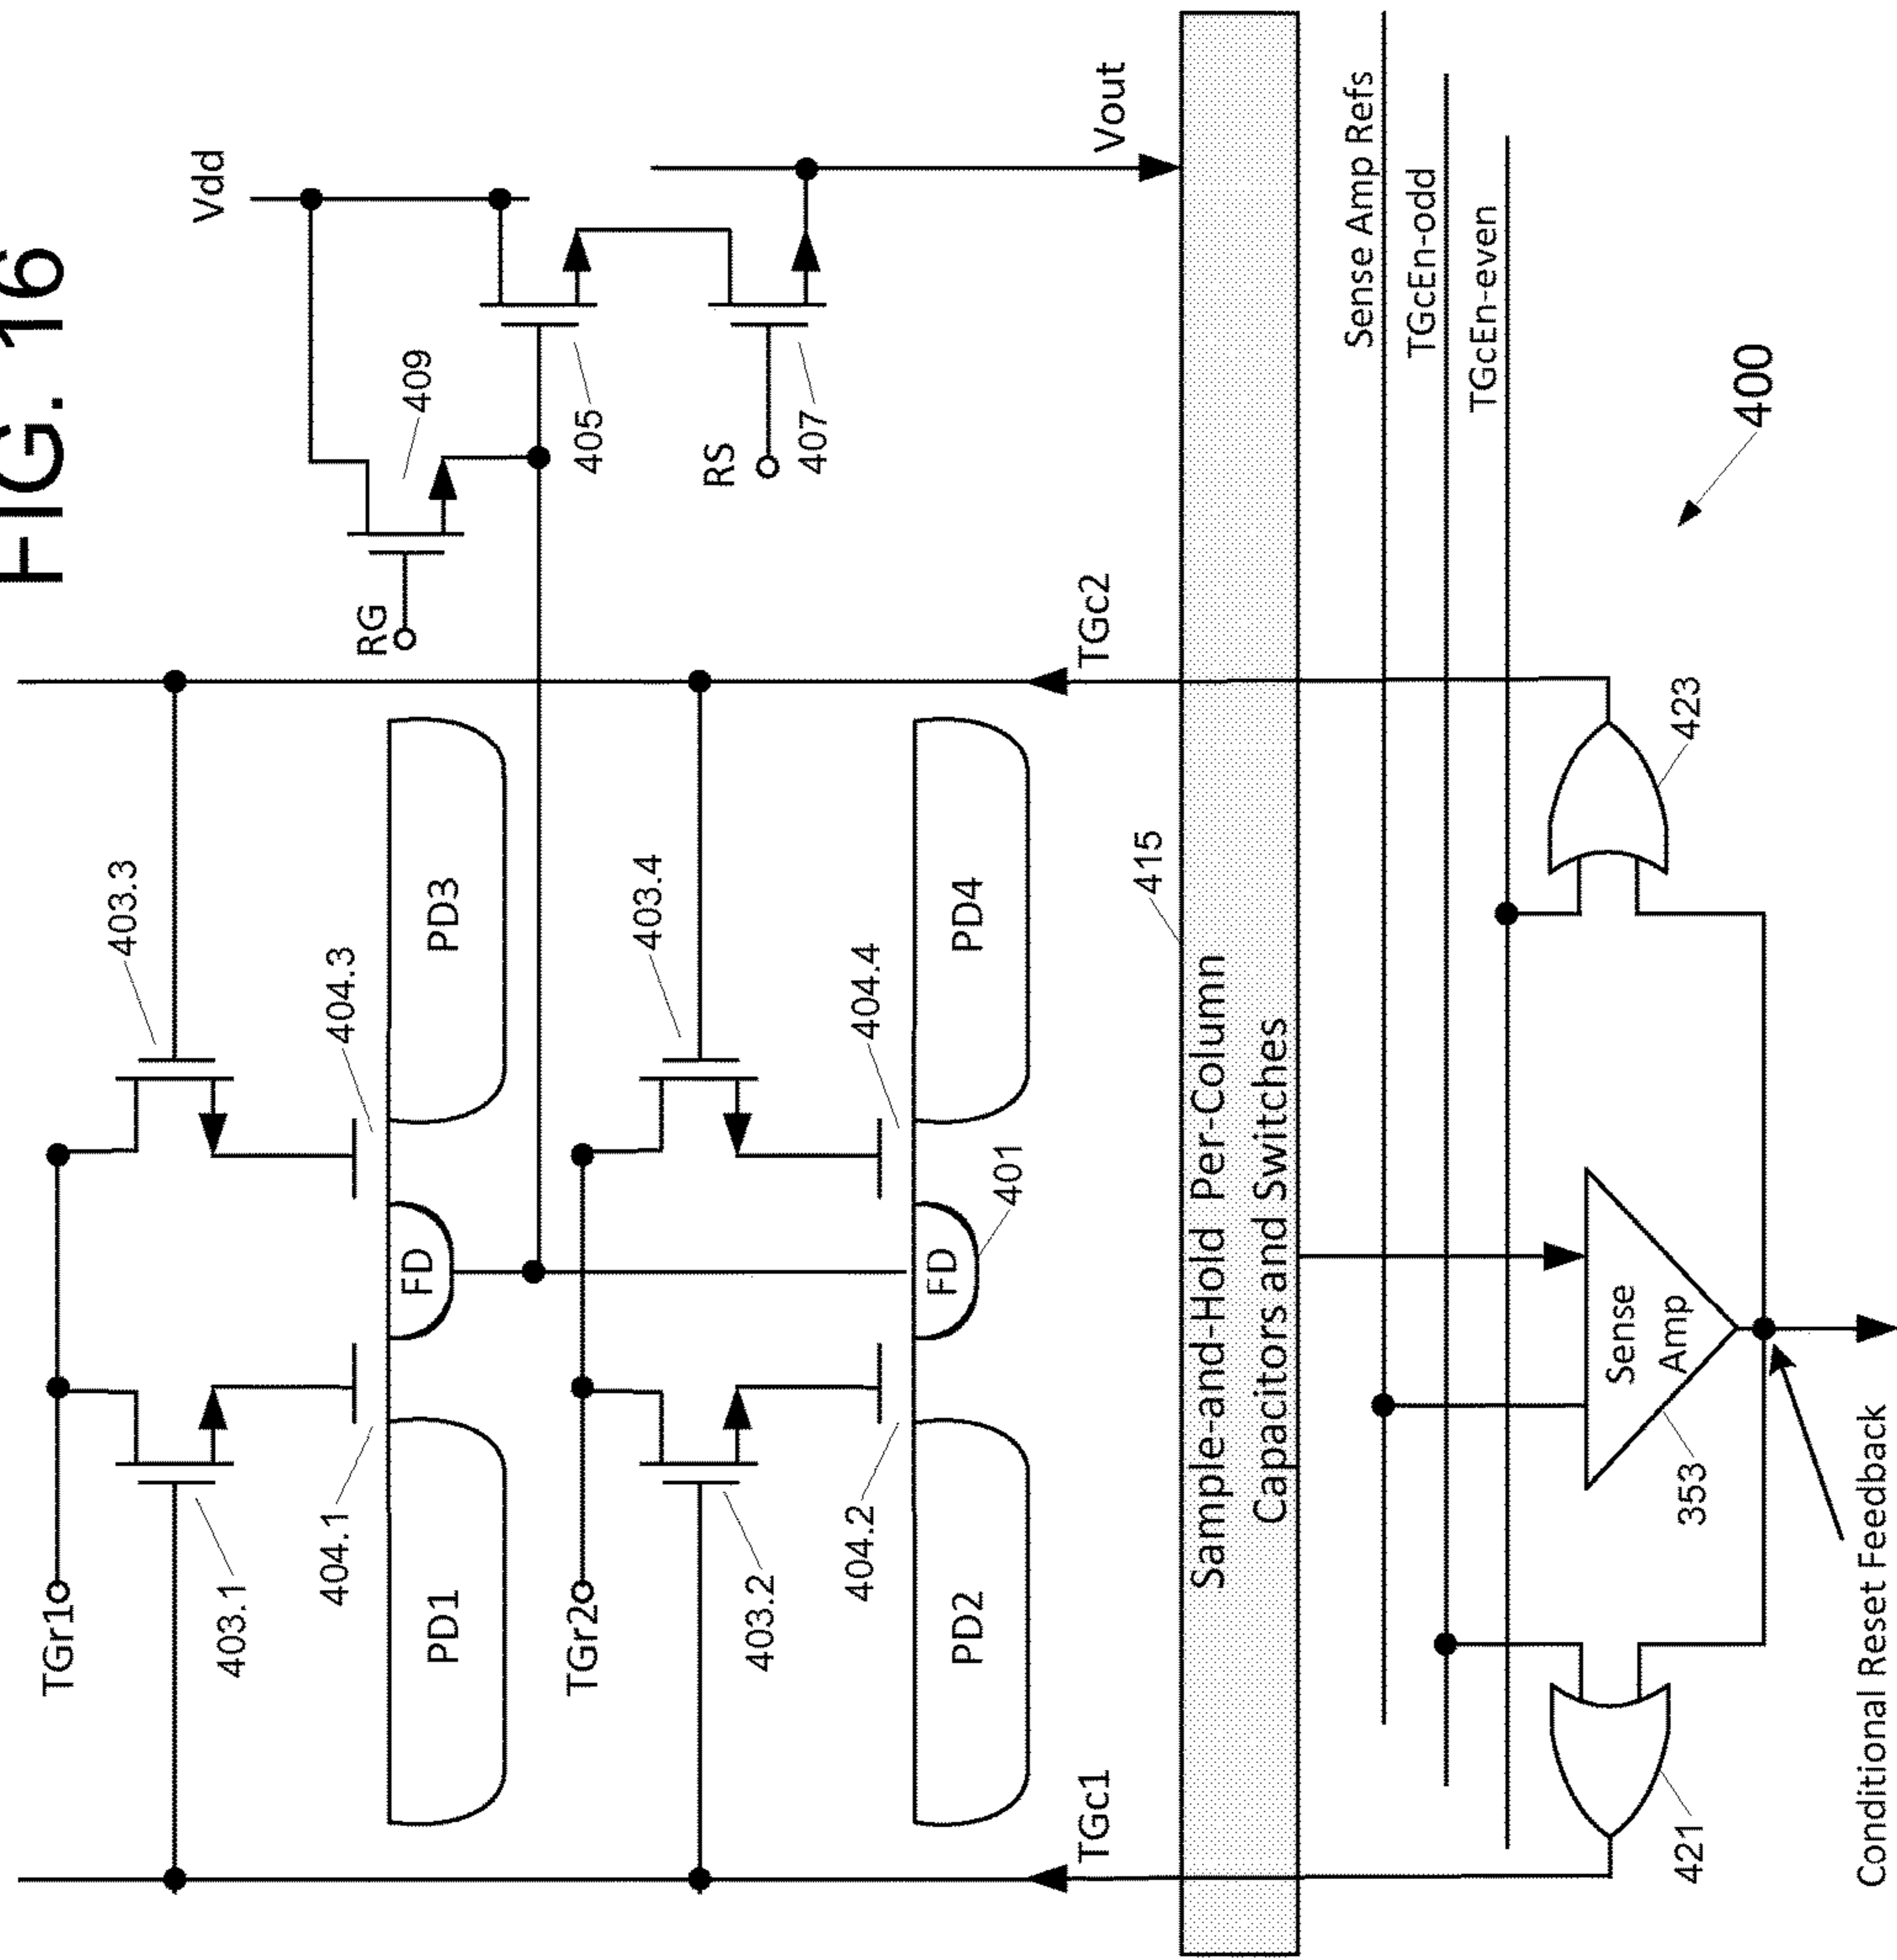 FIG. 16
Vdd
RG
409
405
RS
407
Vout
TGr1
403.1
403.3
404.1
404.3
PD1
FD
PD3
TGr2
403.2
403.4
404.2
404.4
PD2
FD
PD4
401
TGc1
TGc2
415
Sample-and-Hold Per-Column
Capacitors and Switches
Sense Amp Refs
TGcEn-odd
TGcEn-even
Sense
Amp
353
421
423
400
Conditional Reset Feedback